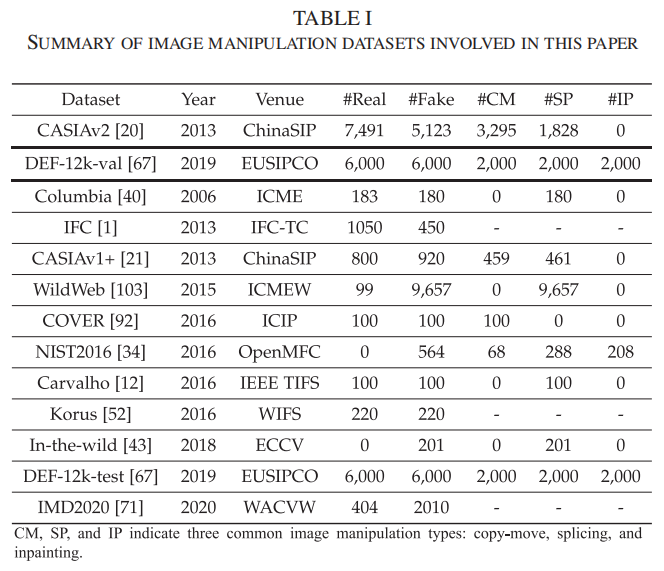 TABLE I
SUMMARY OF IMAGE MANIPULATION DATASETS INVOLVED IN THIS PAPER
Dataset Year Venue #Real #Fake #CM #SP #IP
CASIAv2 [20] 2013 ChinaSIP 7,491 5,123 3,295 1,828 0
DEF-12k-val [67] 2019 EUSIPCO 6,000 6,000 2,000 2,000 2,000
Columbia [40] 2006 ICME 183 180 0 180 0
IFC [1] 2013 IFC-TC 1050 450 - - -
CASIAv1+ [21] 2013 ChinaSIP 800 920 459 461 0
WildWeb [103] 2015 ICMEW 99 9,657 0 9,657 0
COVER [92] 2016 ICIP 100 100 100 0 0
NIST2016 [34] 2016 OpenMFC 0 564 68 288 208
Carvalho [12] 2016 IEEE TIFS 100 100 0 100 0
Korus [52] 2016 WIFS 220 220 - - -
In-the-wild [43] 2018 ECCV 0 201 0 201 0
DEF-12k-test [67] 2019 EUSIPCO 6,000 6,000 2,000 2,000 2,000
IMD2020 [71] 2020 WACVW 404 2010 - - -
CM, SP, and IP indicate three common image manipulation types: copy-move, splicing, and
inpainting.